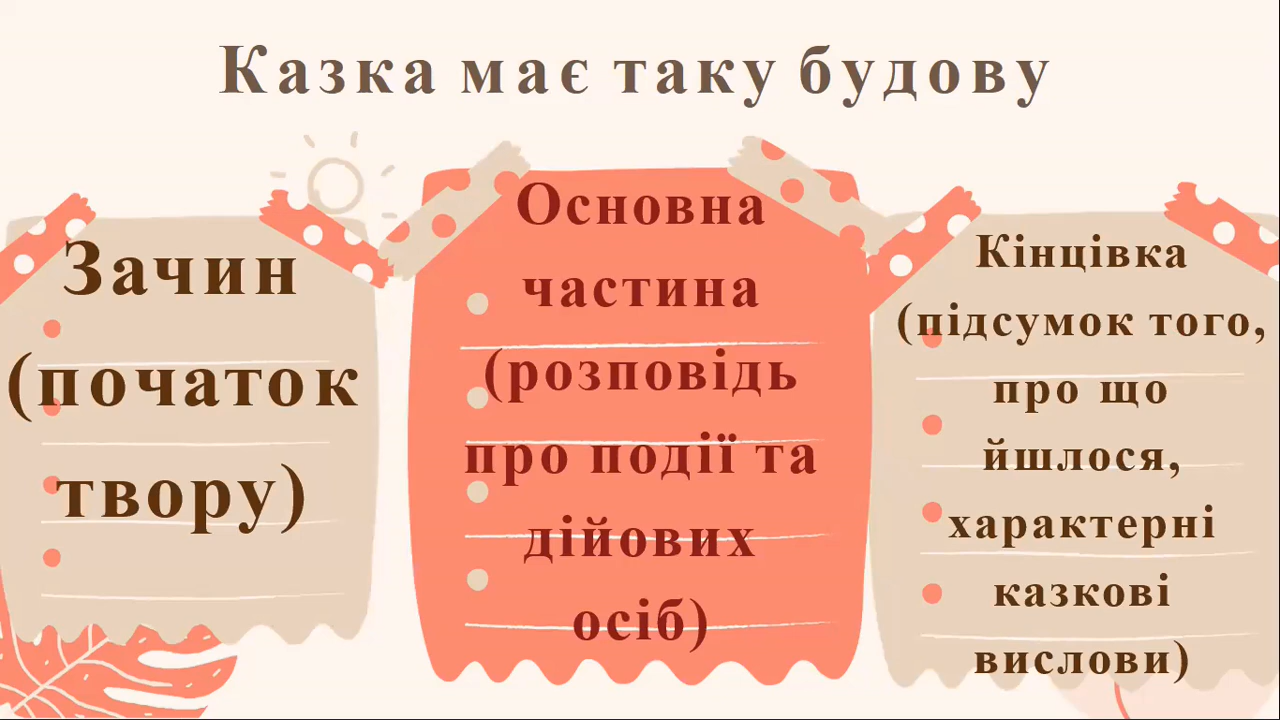 Казка має таку будову
Зачин
(початок
твору)
Основна
частина
(розповідь
про події та
дійових
осіб)
Кінцівка
(підсумок того,
про що
йшлося,
характерні
казкові
вислови)